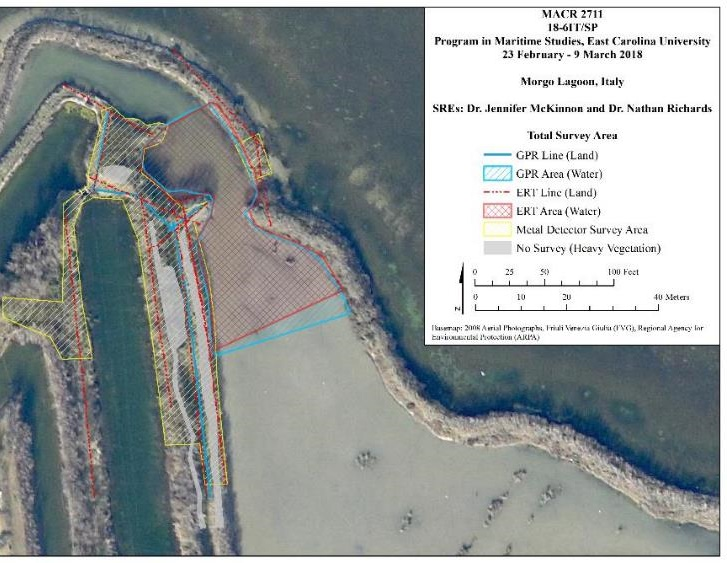 MACR 2711
18-6IT/SP
Program in Maritime Studies, East Carolina University
23 February - 9 March 2018
Morgo Lagoon, Italy
SREs: Dr. Jennifer McKinnon and Dr. Nathan Richards
Total Survey Area
GPR Line (Land)
GPR Area (Water)
ERT Line (Land)
ERT Area (Water)
Metal Detector Survey Area
No Survey (Heavy Vegetation)
0 25 50 100 Feet
0 10 20 40 Meters
N
Basemap: 2008 Aerial Photographs, Friuli Venezia Giulia (FVG), Regional Agency for
Environmental Protection (ARPA)